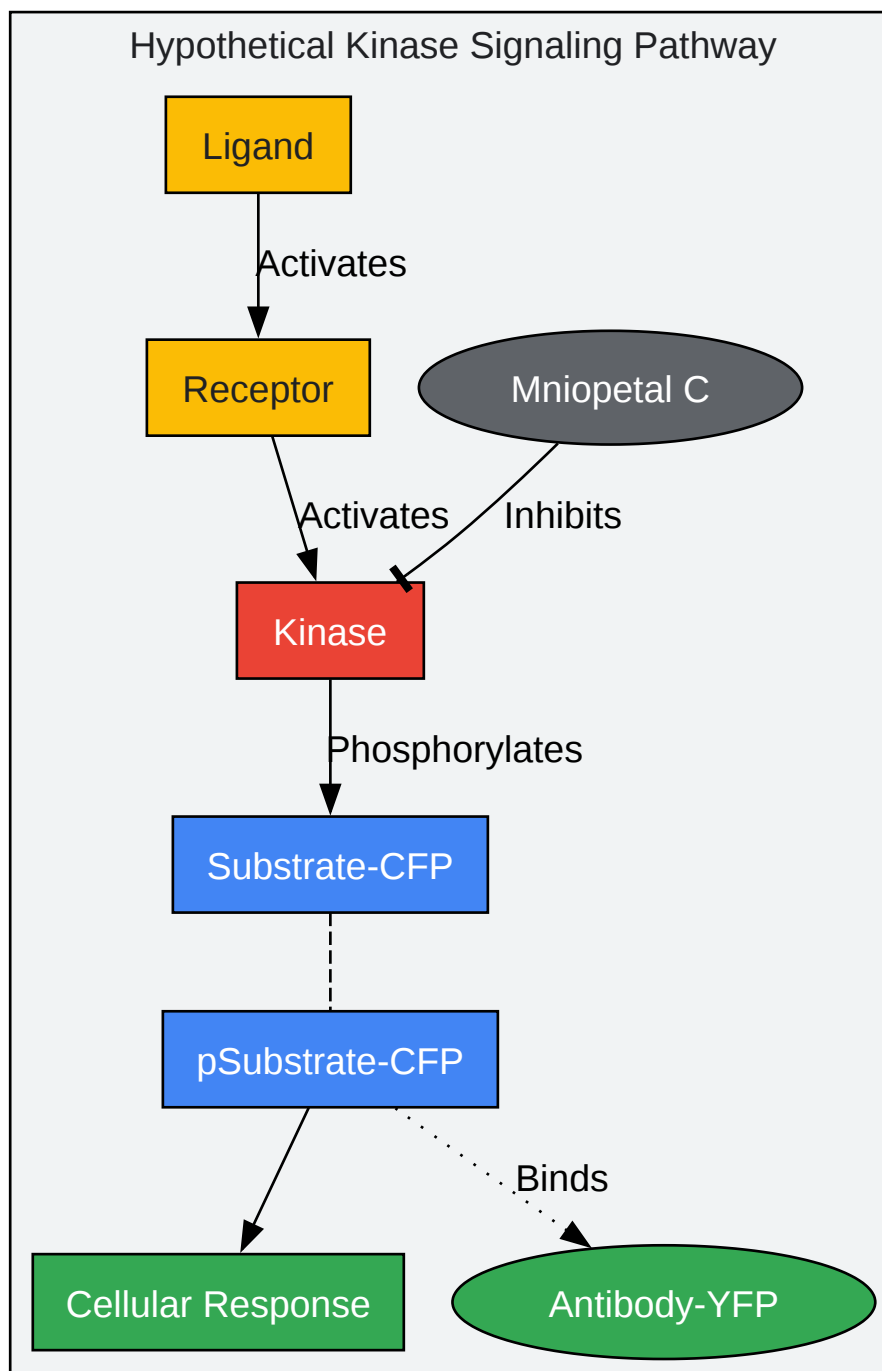 Hypothetical Kinase Signaling Pathway
Ligand
Activates
Receptor
Mniopetal C
Activates
Inhibits
Kinase
Phosphorylates
Substrate-CFP
pSubstrate-CFP
Binds
Cellular Response
Antibody-YFP